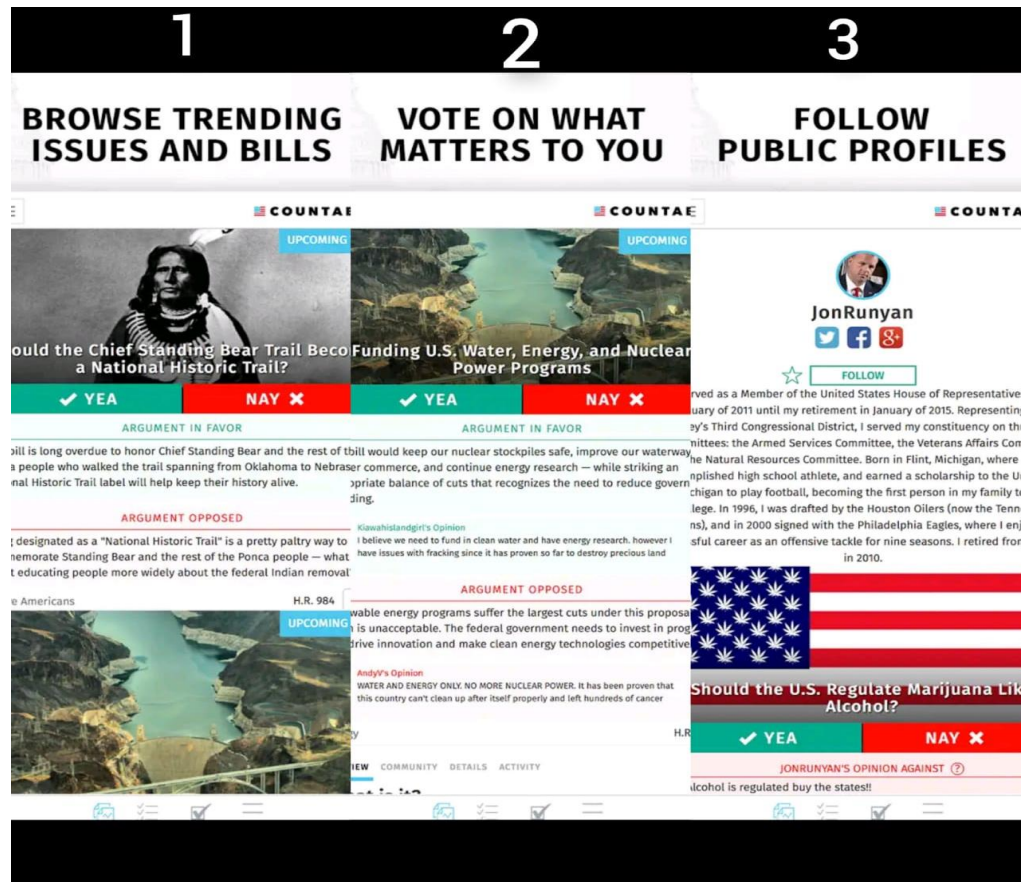 1
BROWSE TRENDING
ISSUES AND BILLS
COUNTAE
UPCOMING
ould the Chief Standing Bear Trail Beco
a National Historic Trail?
YEA
NAY
ARGUMENT IN FAVOR
bill is long overdue to honor Chief Standing Bear and the rest of t
a people who walked the trail spanning from Oklahoma to Nebras
nal Historic Trail label will help keep their history alive.
ARGUMENT OPPOSED
g designated as a "National Historic Trail" is a pretty paltry way to
memorate Standing Bear and the rest of the Ponca people — what
t educating people more widely about the federal Indian removal
e Americans
H.R. 984
UPCOMING
2
VOTE ON WHAT
MATTERS TO YOU
COUNTAE
UPCOMING
Funding U.S. Water, Energy, and Nuclear
Power Programs
YEA
NAY
ARGUMENT IN FAVOR
bill would keep our nuclear stockpiles safe, improve our waterway
er commerce, and continue energy research — while striking an
opriate balance of cuts that recognizes the need to reduce govern
ding.
Kiawahislandgirl's Opinion
I believe we need to fund in clean water and have energy research. however I
have issues with fracking since it has proven so far to destroy precious land
ARGUMENT OPPOSED
wable energy programs suffer the largest cuts under this proposa
n is unacceptable. The federal government needs to invest in prog
drive innovation and make clean energy technologies competitive
AndyV's Opinion
WATER AND ENERGY ONLY. NO MORE NUCLEAR POWER. It has been proven that
this country can't clean up after itself properly and left hundreds of cancer
gy
H.R
IEW COMMUNITY DETAILS ACTIVITY
3
FOLLOW
PUBLIC PROFILES
COUNTA
JonRunyan
FOLLOW
rved as a Member of the United States House of Representative
uary of 2011 until my retirement in January of 2015. Representing
ey's Third Congressional District, I served my constituency on thr
mittees: the Armed Services Committee, the Veterans Affairs Com
he Natural Resources Committee. Born in Flint, Michigan, where
mplished high school athlete, and earned a scholarship to the Un
chigan to play football, becoming the first person in my family to
lege. In 1996, I was drafted by the Houston Oilers (now the Tenn
ns), and in 2000 signed with the Philadelphia Eagles, where I enj
sful career as an offensive tackle for nine seasons. I retired from
in 2010.
Should the U.S. Regulate Marijuana Lik
Alcohol?
YEA
NAY
JONRUNYAN'S OPINION AGAINST ?
Alcohol is regulated buy the states!!